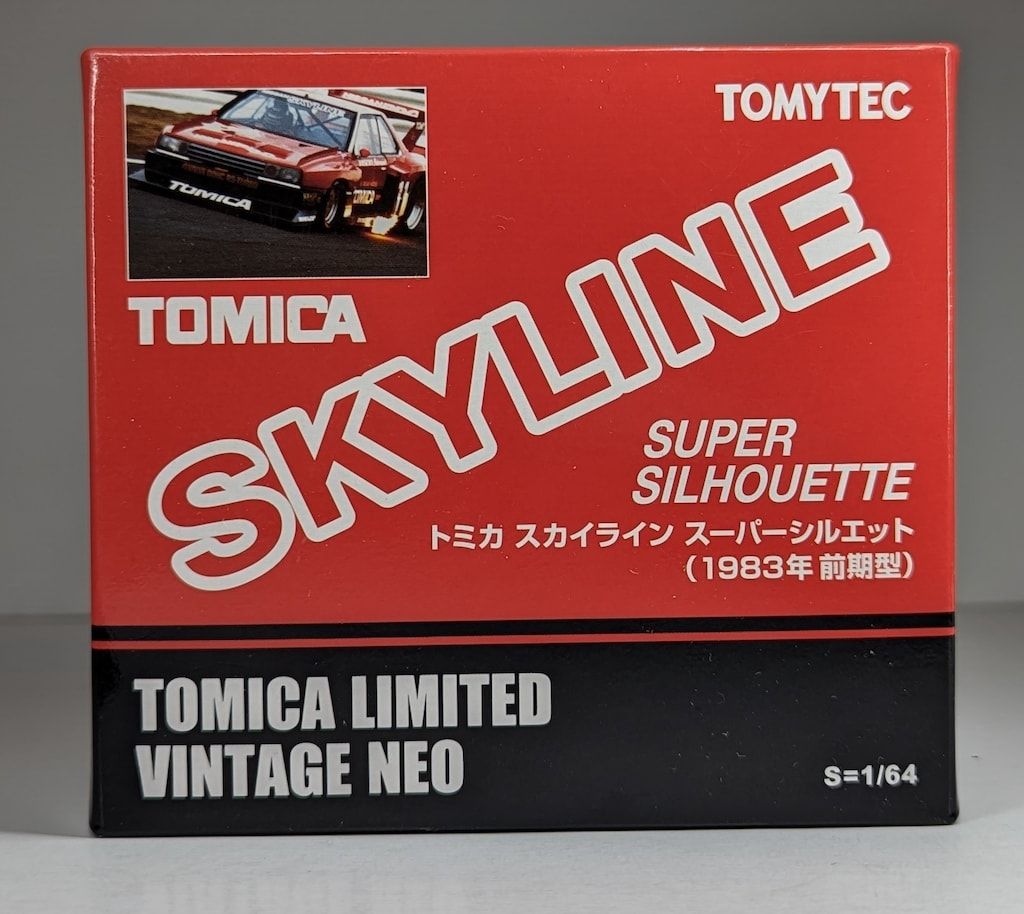 TOMYTEC
SKYLINE
TOMICA
TOMICA
TOMICA
SKYLINE
SUPER
SILHOUETTE
トミカ スカイライン スーパーシルエット
(1983年 前期型)
TOMICA LIMITED
VINTAGE NEO
S=1/64